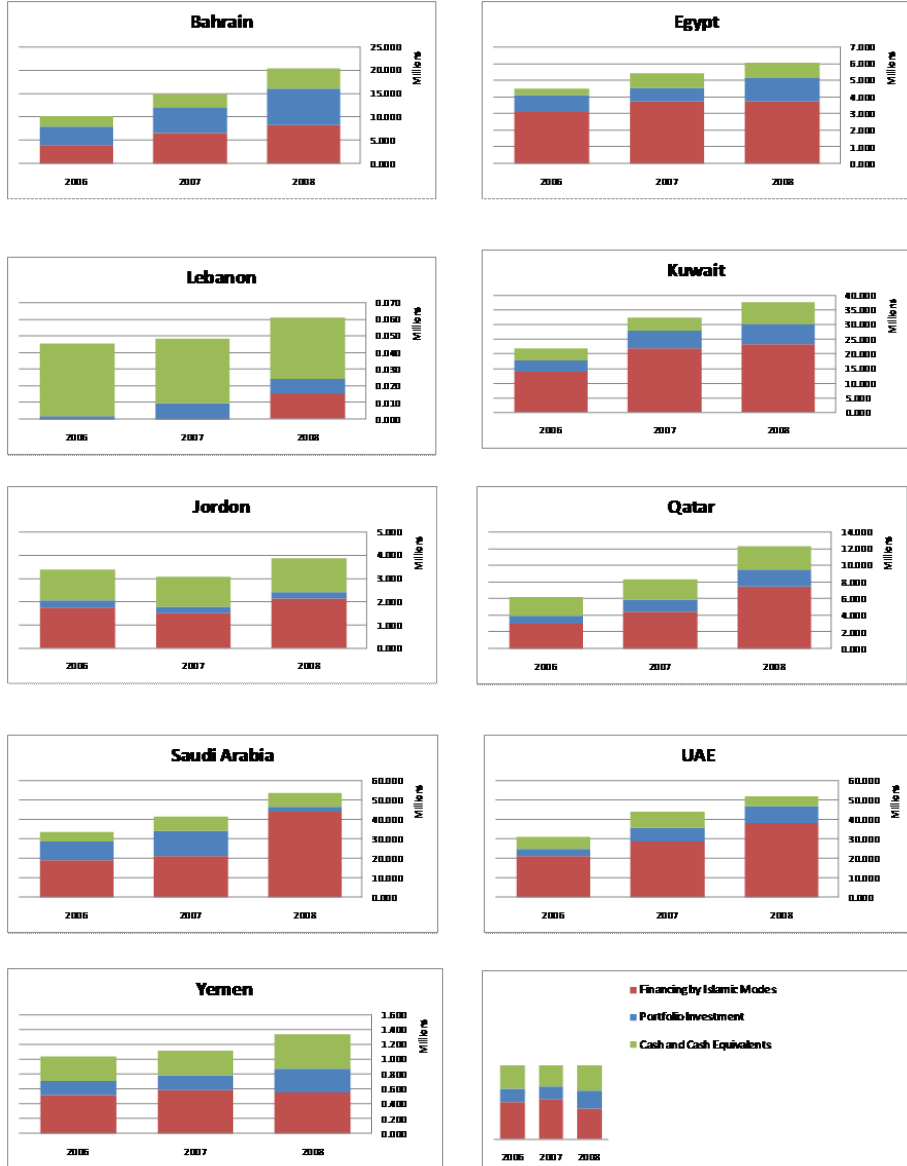 Bahrain
25.000
20.000
15.000
10.000
5.000
0.000
Millions
2006 2007 2008
Egypt
7.000
6.000
5.000
4.000
3.000
2.000
1.000
0.000
Millions
2006 2007 2008
Lebanon
0.070
0.060
0.050
0.040
0.030
0.020
0.010
0.000
Millions
2006 2007 2008
Kuwait
40.000
35.000
30.000
25.000
20.000
15.000
10.000
5.000
0.000
Millions
2006 2007 2008
Jordon
5.000
4.000
3.000
2.000
1.000
0.000
Millions
2006 2007 2008
Qatar
14.000
12.000
10.000
8.000
6.000
4.000
2.000
0.000
Millions
2006 2007 2008
Saudi Arabia
60.000
50.000
40.000
30.000
20.000
10.000
0.000
Millions
2006 2007 2008
UAE
60.000
50.000
40.000
30.000
20.000
10.000
0.000
Millions
2006 2007 2008
Yemen
1.600
1.400
1.200
1.000
0.800
0.600
0.400
0.200
0.000
Millions
2006 2007 2008
Financing by Islamic Modes
Portfolio Investment
Cash and Cash Equivalents
2006 2007 2008